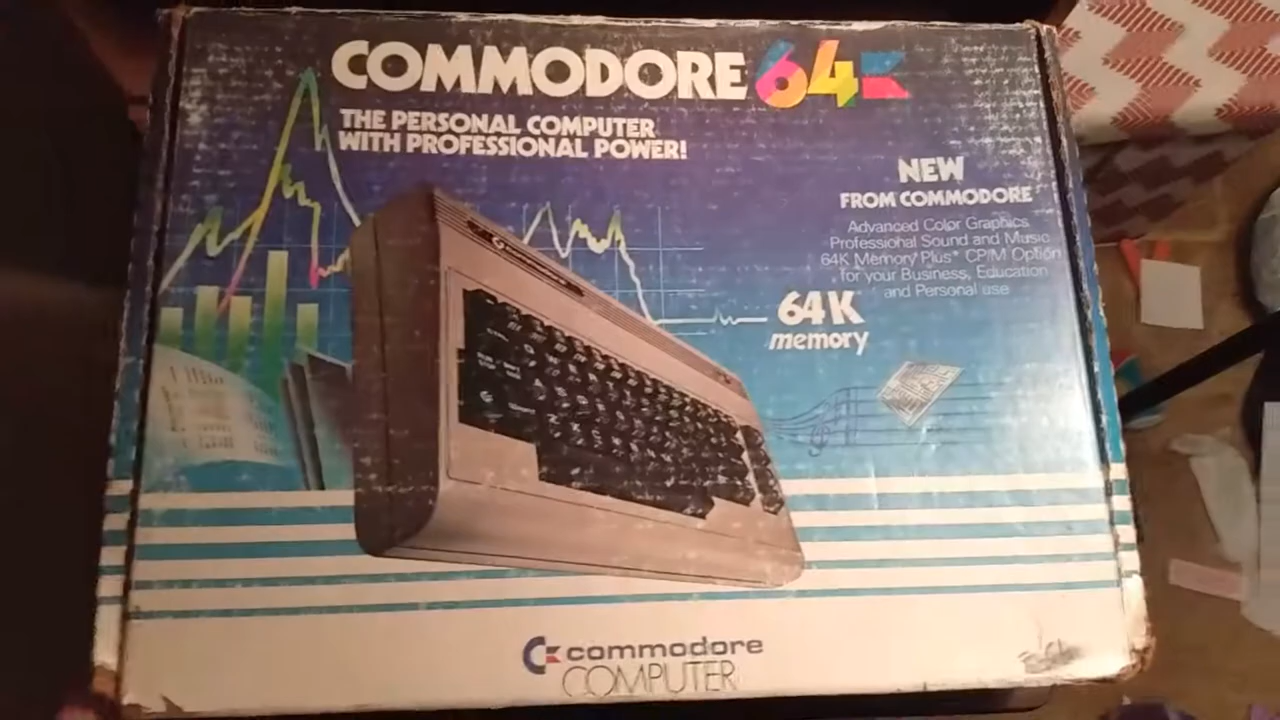 COMMODORE 64
THE PERSONAL COMPUTER
WITH PROFESSIONAL POWER!
NEW
FROM COMMODORE
Advanced Color Graphics
Professional Sound and Music
64K Memory Plus* CP/M Option
for your Business, Education
and Personal use
64K
memory
commodore
COMPUTER